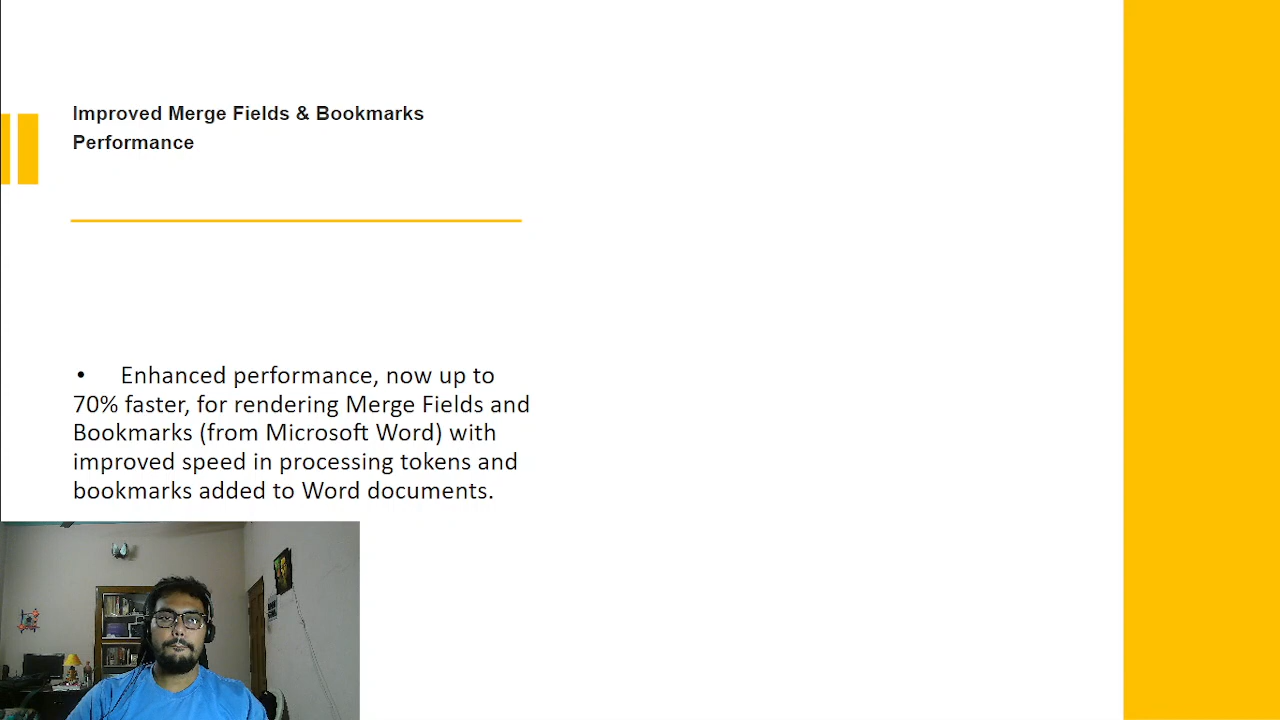 Improved Merge Fields & Bookmarks
Performance
• Enhanced performance, now up to
70% faster, for rendering Merge Fields and
Bookmarks (from Microsoft Word) with
improved speed in processing tokens and
bookmarks added to Word documents.